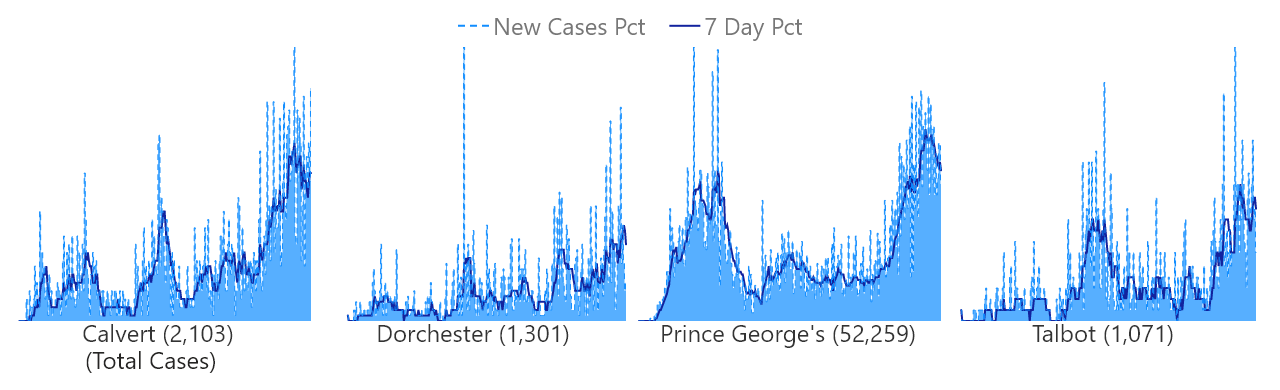 New Cases Pct 7 Day Pct
Calvert (2,103) Dorchester (1,301) Prince George's (52,259) Talbot (1,071)
(Total Cases)